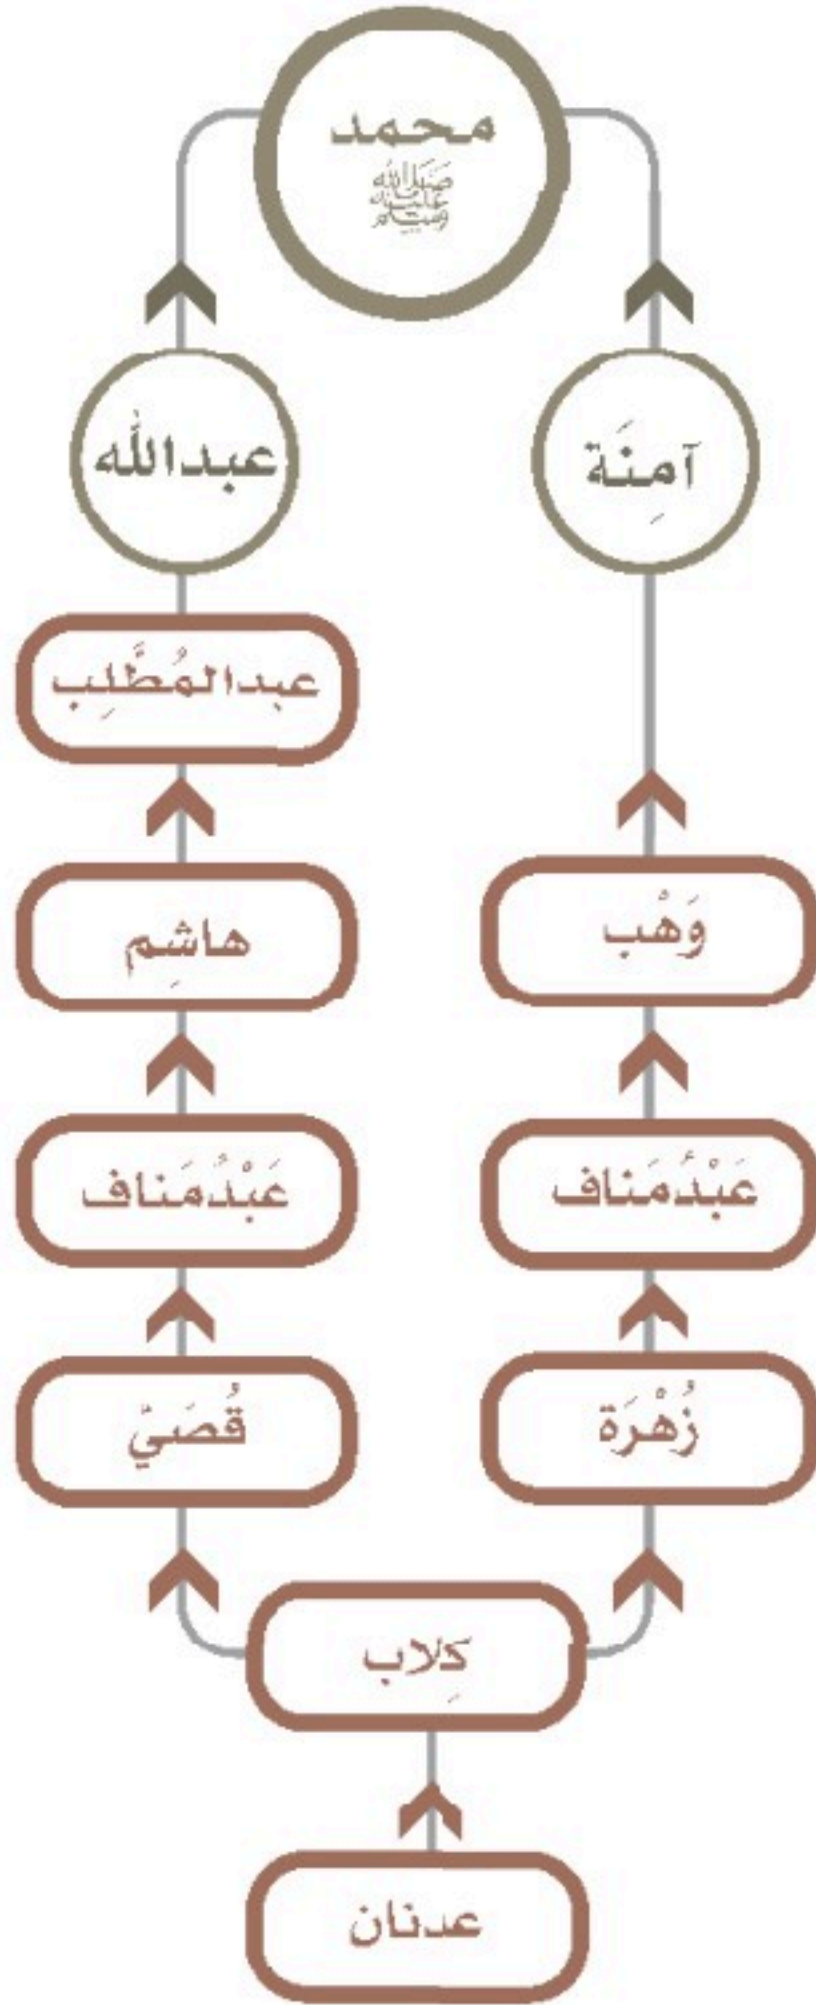 محمد
صلى الله
عليه
وسلم
آمِنَة
عبدالله
عبدالمُطَّلِب
وَهْب
هاشِم
عَبْدُمَناف
عَبْدُمَناف
زُهْرَة
قُصَيّ
كِلاب
عدنان